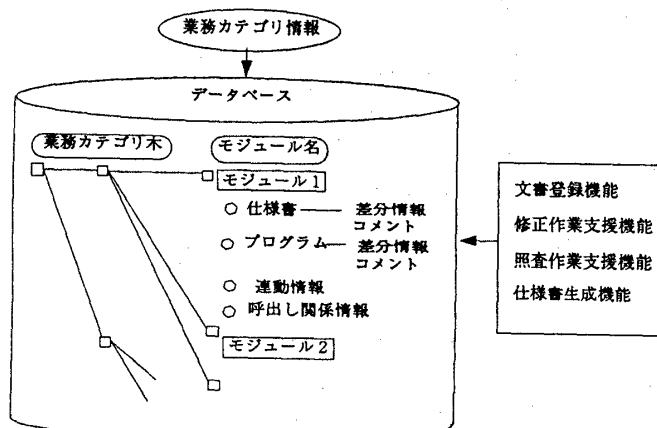 業務カテゴリ情報
データベース
業務カテゴリ木
モジュール名
モジュール1
仕様書
差分情報
コメント
プログラム
差分情報
コメント
連動情報
呼出し関係情報
モジュール2
文書登録機能
修正作業支援機能
照査作業支援機能
仕様書生成機能